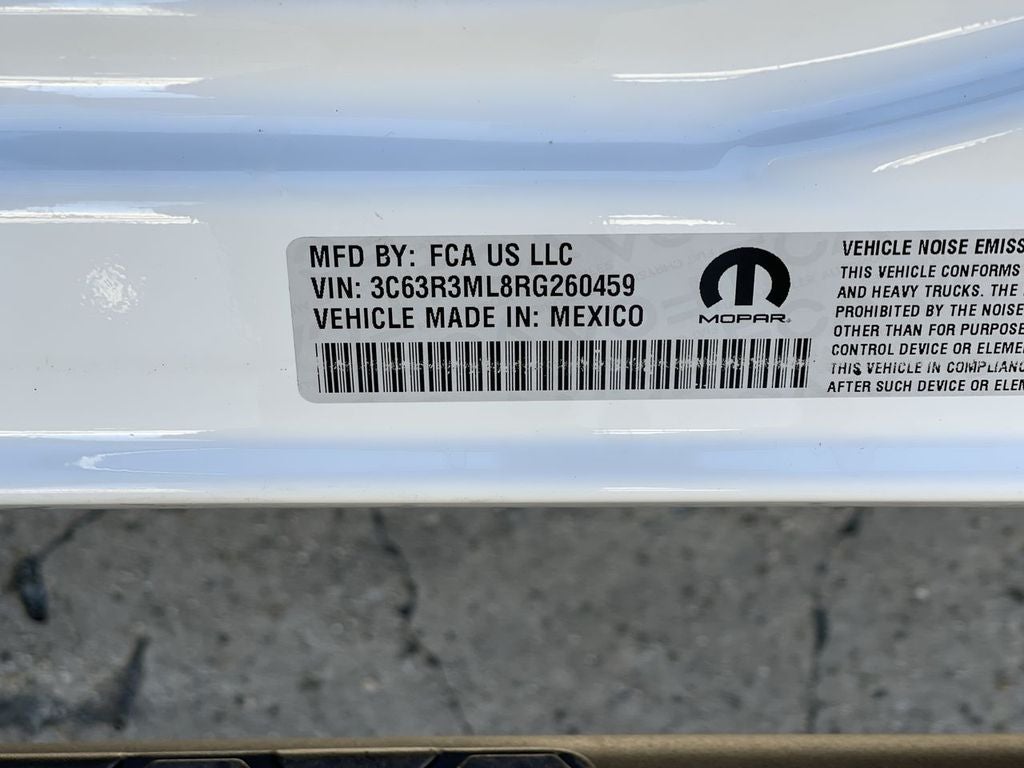 MFD BY: FCA US LLC
VIN: 3C63R3ML8RG260459
VEHICLE MADE IN: MEXICO
MOPAR
VEHICLE NOISE EMISS
THIS VEHICLE CONFORMS
AND HEAVY TRUCKS. THE
PROHIBITED BY THE NOISE
OTHER THAN FOR PURPOSE
CONTROL DEVICE OR ELEME
THIS VEHICLE IN COMPLIANC
AFTER SUCH DEVICE OR ELEM